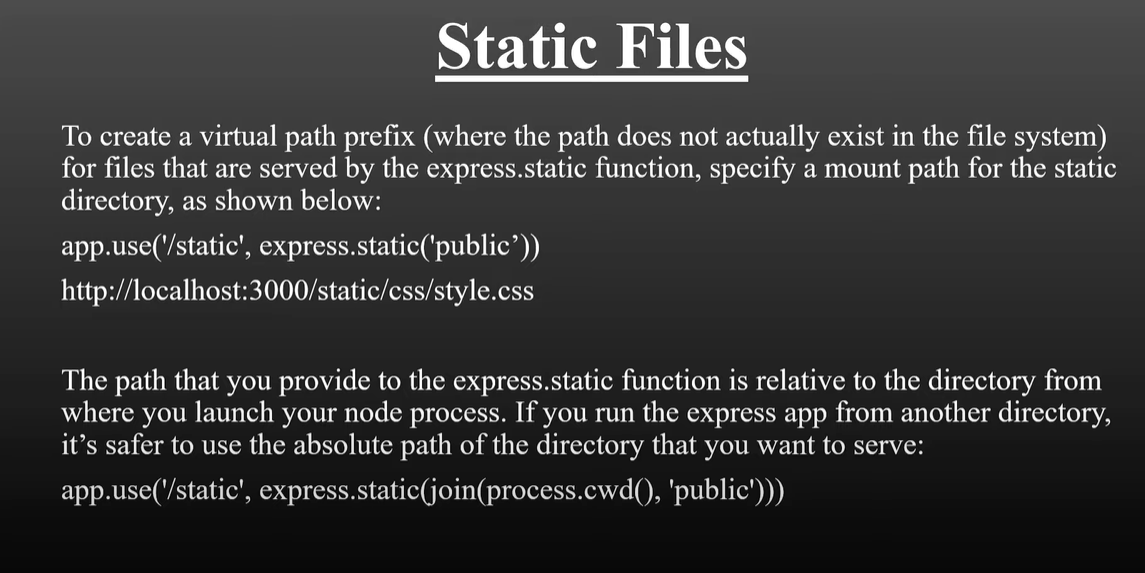 Static Files
To create a virtual path prefix (where the path does not actually exist in the file system)
for files that are served by the express.static function, specify a mount path for the static
directory, as shown below:
app.use('/static', express.static('public’))
http://localhost:3000/static/css/style.css
The path that you provide to the express.static function is relative to the directory from
where you launch your node process. If you run the express app from another directory,
it’s safer to use the absolute path of the directory that you want to serve:
app.use('/static', express.static(join(process.cwd(), 'public')))